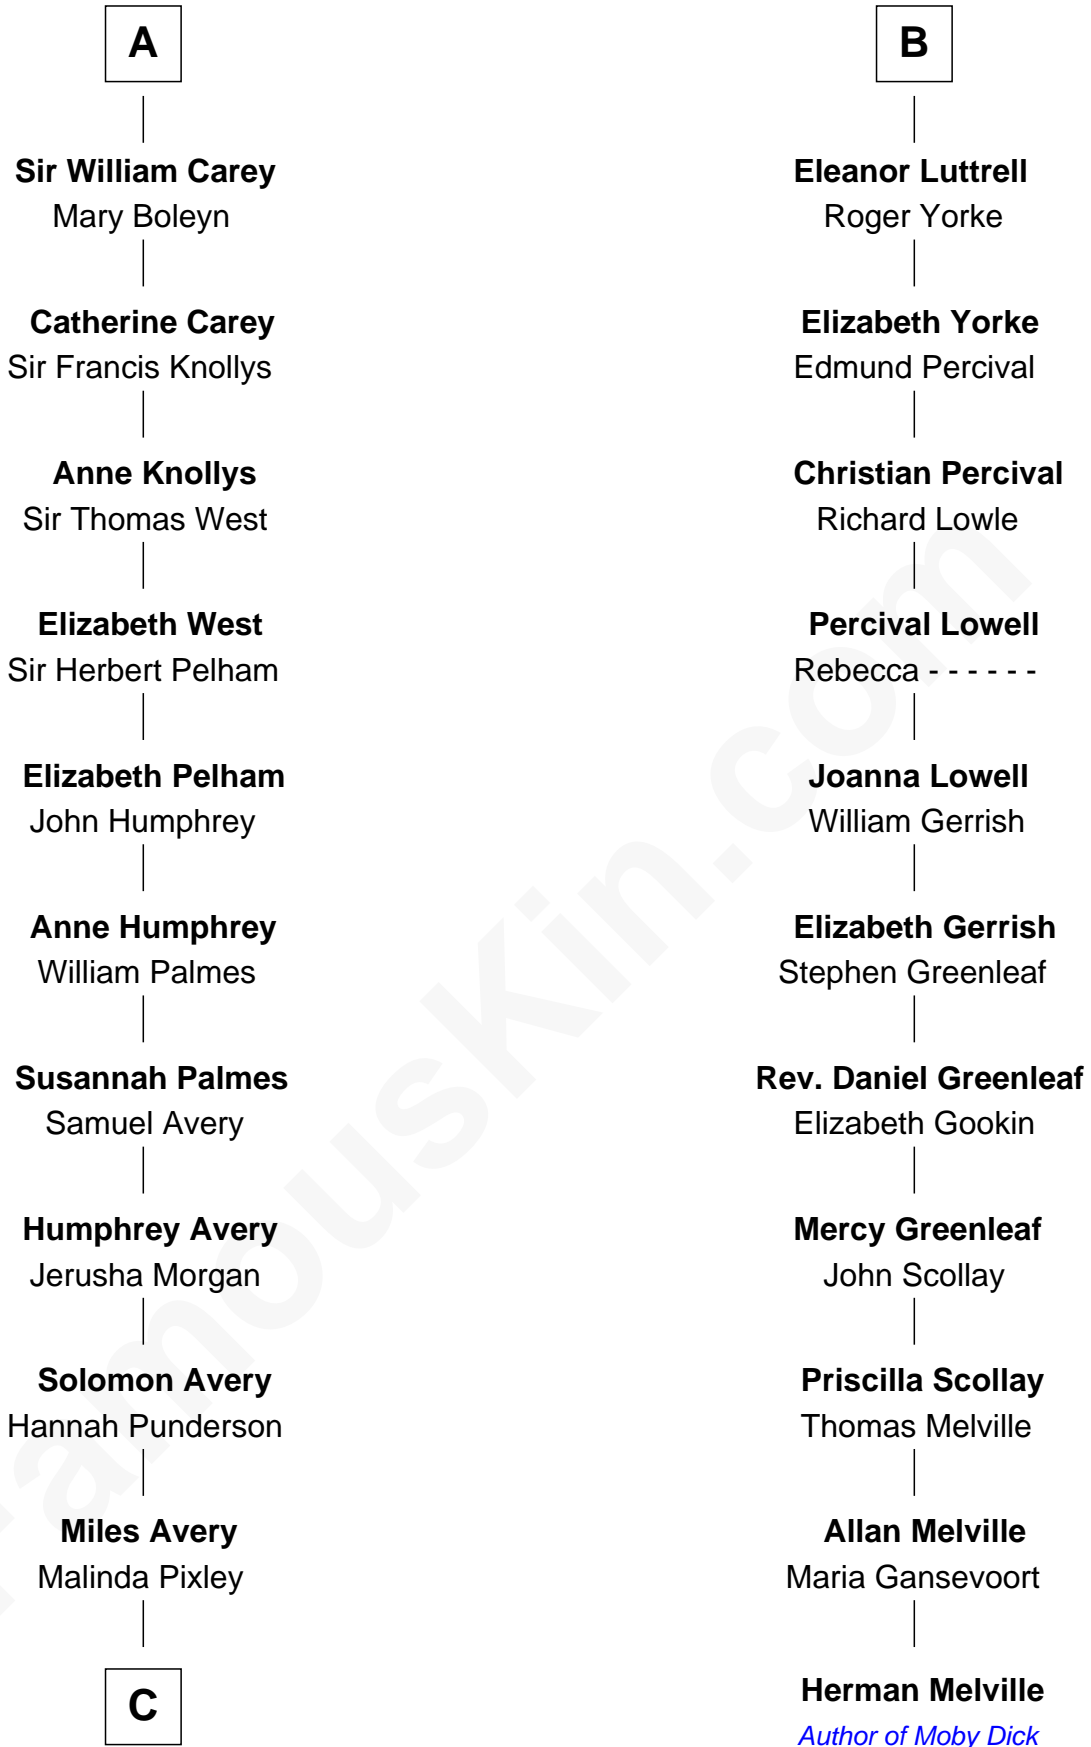 A
Sir William Carey
Mary Boleyn
Catherine Carey
Sir Francis Knollys
Anne Knollys
Sir Thomas West
Elizabeth West
Sir Herbert Pelham
Elizabeth Pelham
John Humphrey
Anne Humphrey
William Palmes
Susannah Palmes
Samuel Avery
Humphrey Avery
Jerusha Morgan
Solomon Avery
Hannah Punderson
Miles Avery
Malinda Pixley
C
B
Eleanor Luttrell
Roger Yorke
Elizabeth Yorke
Edmund Percival
Christian Percival
Richard Lowle
Percival Lowell
Rebecca - - - - - -
Joanna Lowell
William Gerrish
Elizabeth Gerrish
Stephen Greenleaf
Rev. Daniel Greenleaf
Elizabeth Gookin
Mercy Greenleaf
John Scollay
Priscilla Scollay
Thomas Melville
Allan Melville
Maria Gansevoort
Herman Melville
Author of Moby Dick
FamousKin.com